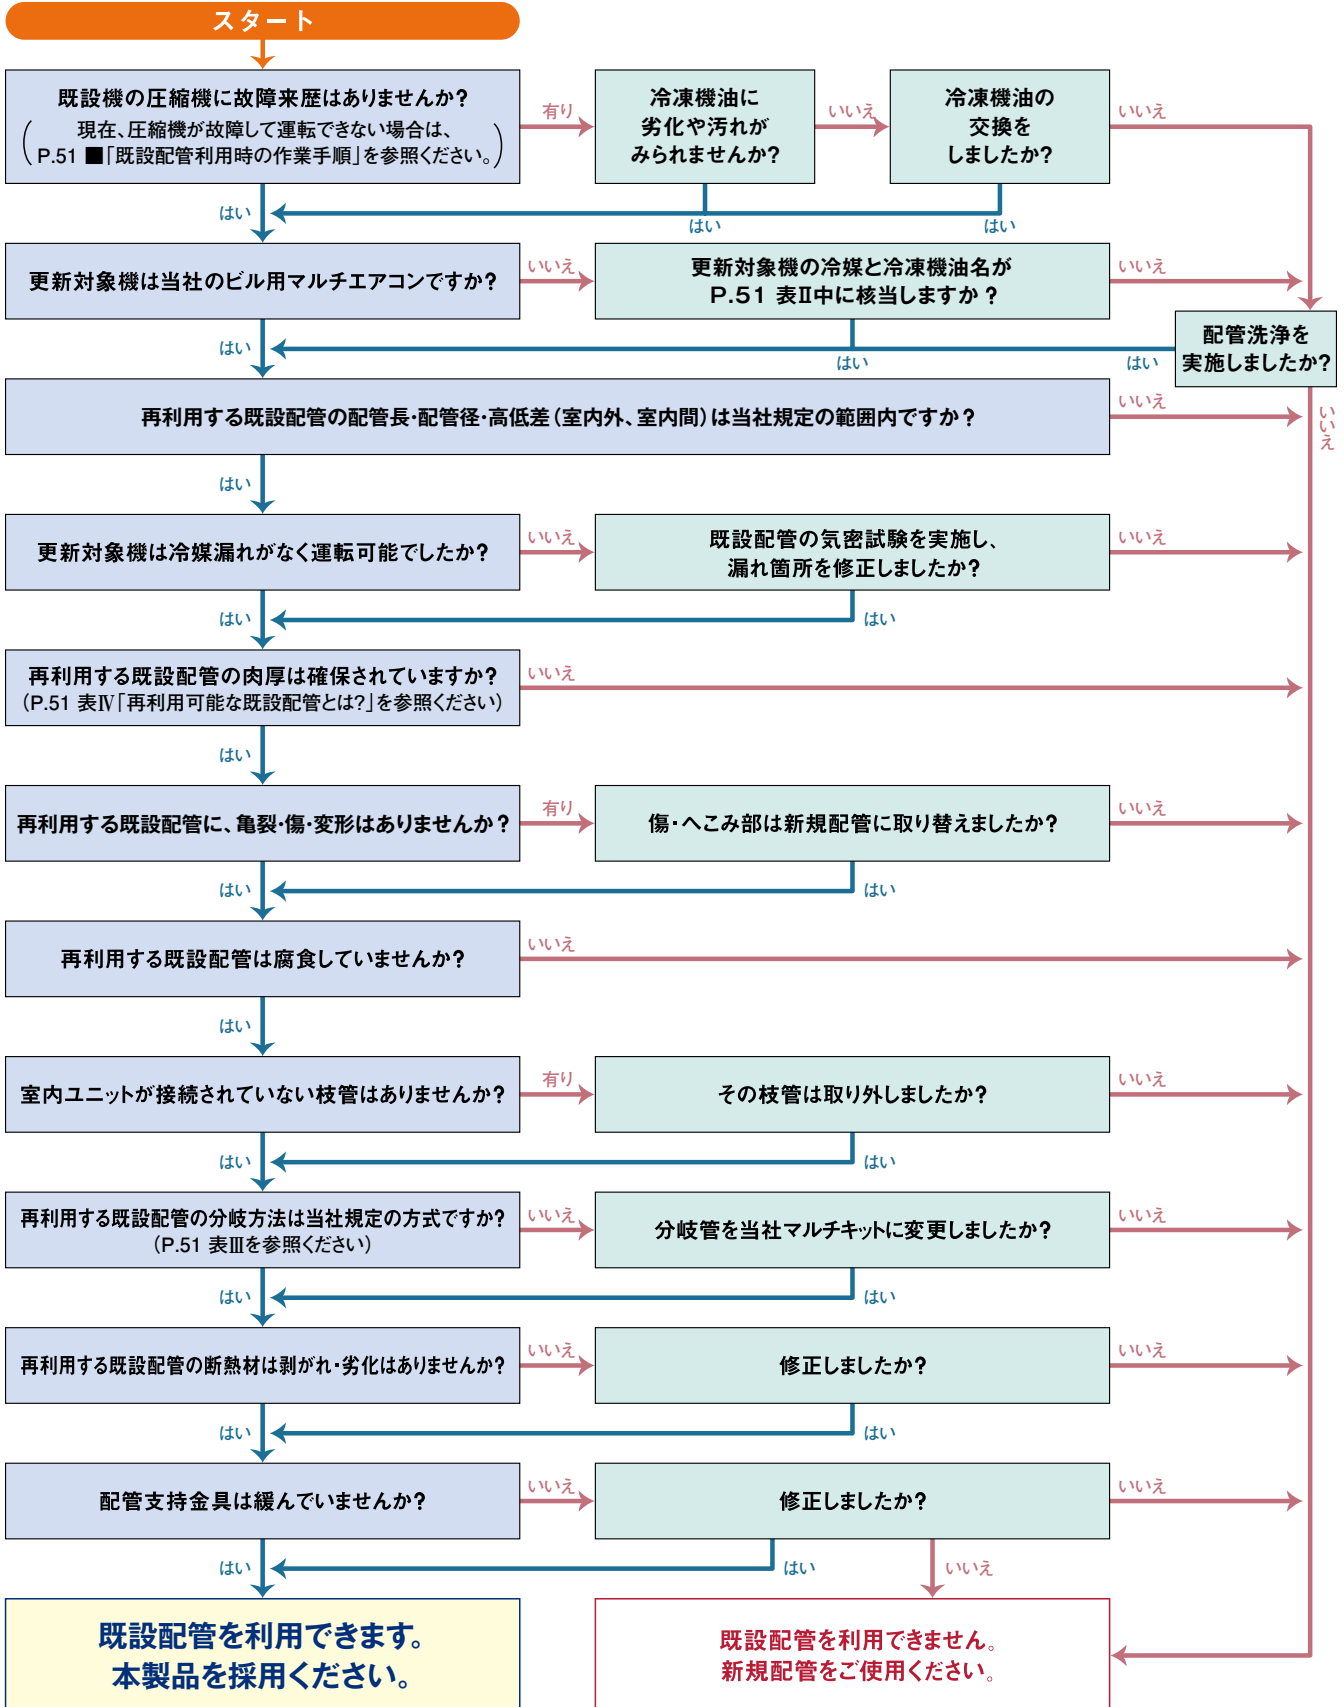 スタート
既設機の圧縮機に故障来歴はありませんか?
現在、圧縮機が故障して運転できない場合は、
P.51 ■「既設配管利用時の作業手順」を参照ください。
有り
冷凍機油に
劣化や汚れが
みられませんか?
いいえ
冷凍機油の
交換を
しましたか?
いいえ
はい
はい
はい
更新対象機は当社のビル用マルチエアコンですか?
いいえ
更新対象機の冷媒と冷凍機油名が
P.51 表Ⅱ中に核当しますか?
いいえ
配管洗浄を
実施しましたか?
はい
はい
はい
いいえ
再利用する既設配管の配管長・配管径・高低差(室内外、室内間)は当社規定の範囲内ですか?
いいえ
はい
更新対象機は冷媒漏れがなく運転可能でしたか?
いいえ
既設配管の気密試験を実施し、
漏れ箇所を修正しましたか?
いいえ
はい
はい
再利用する既設配管の肉厚は確保されていますか?
(P.51 表Ⅳ「再利用可能な既設配管とは?」を参照ください)
いいえ
はい
再利用する既設配管に、亀裂・傷・変形はありませんか?
有り
傷・へこみ部は新規配管に取り替えましたか?
いいえ
はい
はい
再利用する既設配管は腐食していませんか?
いいえ
はい
室内ユニットが接続されていない枝管はありませんか?
有り
その枝管は取り外しましたか?
いいえ
はい
はい
再利用する既設配管の分岐方法は当社規定の方式ですか?
(P.51 表Ⅲを参照ください)
いいえ
分岐管を当社マルチキットに変更しましたか?
いいえ
はい
はい
再利用する既設配管の断熱材は剥がれ・劣化はありませんか?
いいえ
修正しましたか?
いいえ
はい
はい
配管支持金具は緩んでいませんか?
いいえ
修正しましたか?
いいえ
はい
はい
いいえ
既設配管を利用できます。
本製品を採用ください。
既設配管を利用できません。
新規配管をご使用ください。